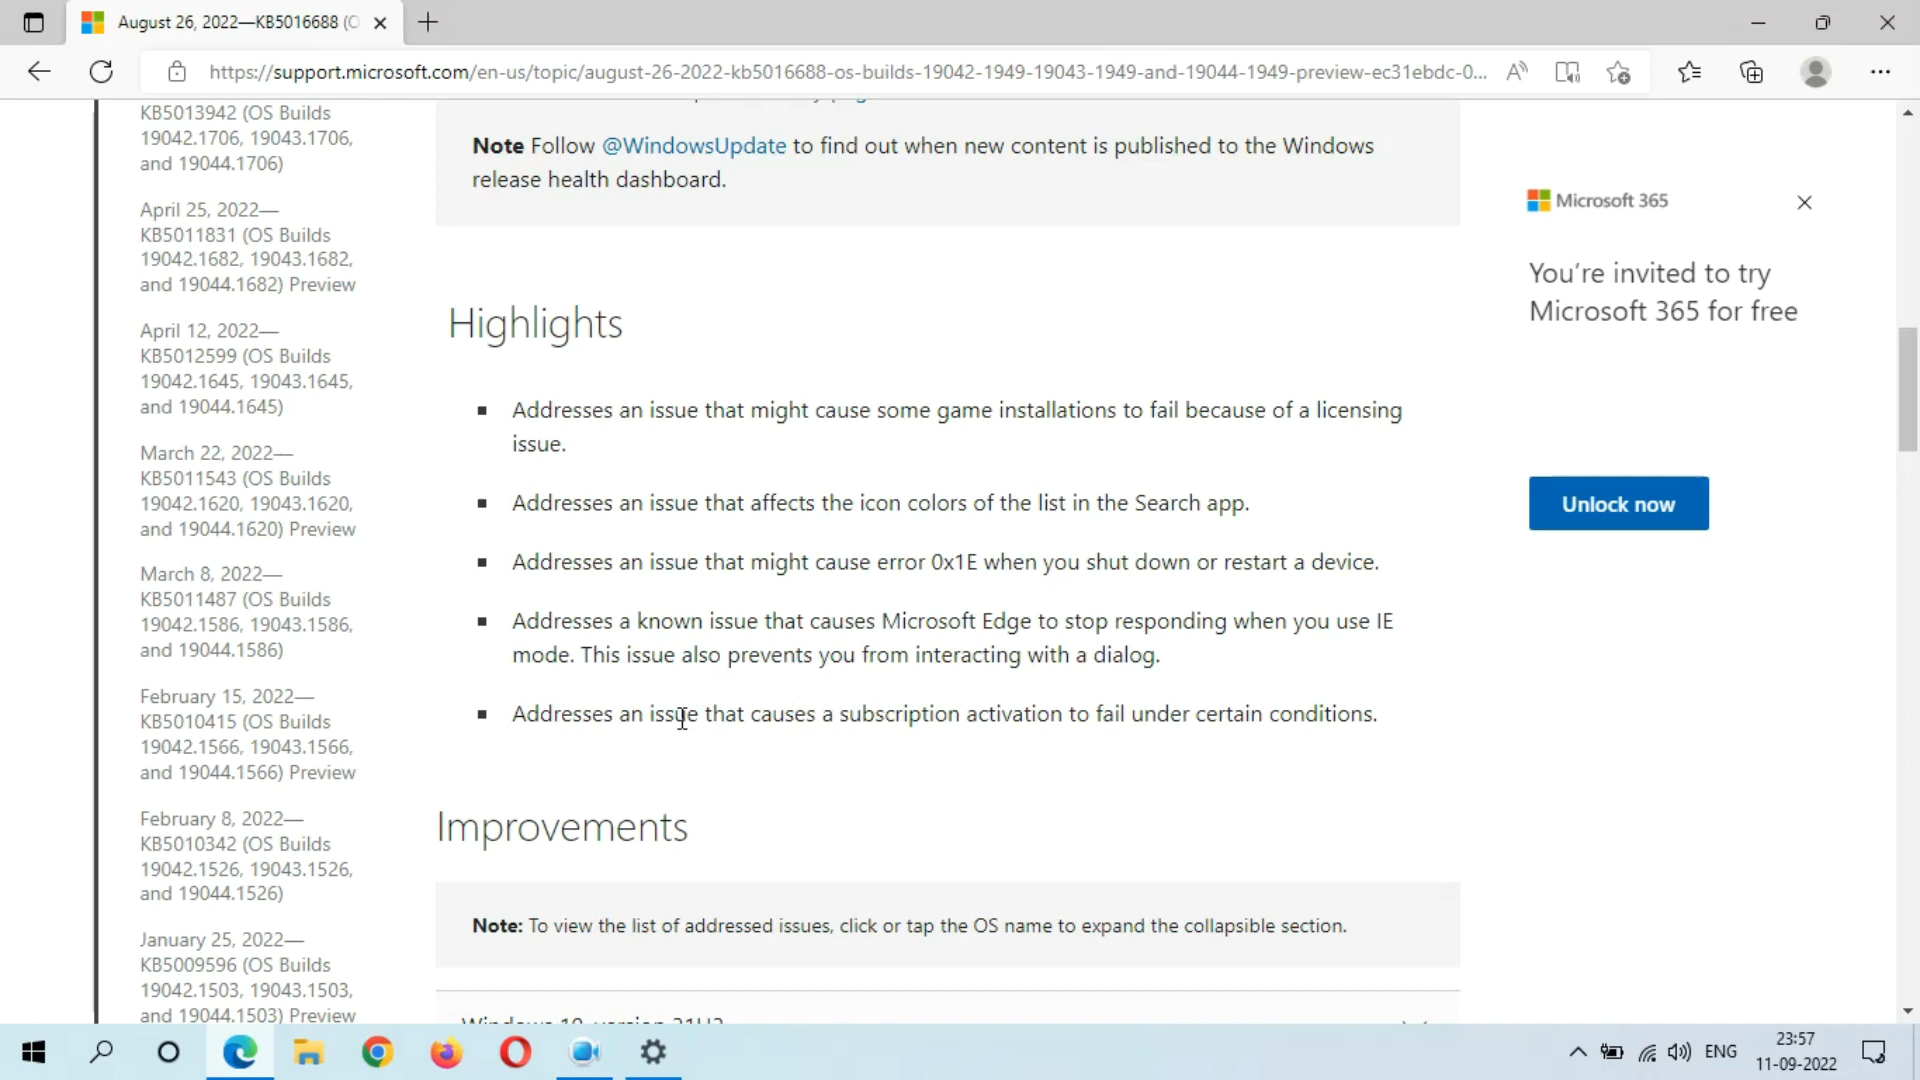 August 26, 2022—KB5016688 (O
https://support.microsoft.com/en-us/topic/august-26-2022-kb5016688-os-builds-19042-1949-19043-1949-and-19044-1949-preview-ec31ebdc-0...
KB5013942 (OS Builds
19042.1706, 19043.1706,
and 19044.1706)
April 25, 2022—
KB5011831 (OS Builds
19042.1682, 19043.1682,
and 19044.1682) Preview
April 12, 2022—
KB5012599 (OS Builds
19042.1645, 19043.1645,
and 19044.1645)
March 22, 2022—
KB5011543 (OS Builds
19042.1620, 19043.1620,
and 19044.1620) Preview
March 8, 2022—
KB5011487 (OS Builds
19042.1586, 19043.1586,
and 19044.1586)
February 15, 2022—
KB5010415 (OS Builds
19042.1566, 19043.1566,
and 19044.1566) Preview
February 8, 2022—
KB5010342 (OS Builds
19042.1526, 19043.1526,
and 19044.1526)
January 25, 2022—
KB5009596 (OS Builds
19042.1503, 19043.1503,
and 19044.1503) Preview
Note Follow @WindowsUpdate to find out when new content is published to the Windows
release health dashboard.
Highlights
▪ Addresses an issue that might cause some game installations to fail because of a licensing
issue.
▪ Addresses an issue that affects the icon colors of the list in the Search app.
▪ Addresses an issue that might cause error 0x1E when you shut down or restart a device.
▪ Addresses a known issue that causes Microsoft Edge to stop responding when you use IE
mode. This issue also prevents you from interacting with a dialog.
▪ Addresses an issue that causes a subscription activation to fail under certain conditions.
Improvements
Note: To view the list of addressed issues, click or tap the OS name to expand the collapsible section.
Windows 10, version 21H2
Microsoft 365
You're invited to try
Microsoft 365 for free
Unlock now
ENG
23:57
11-09-2022